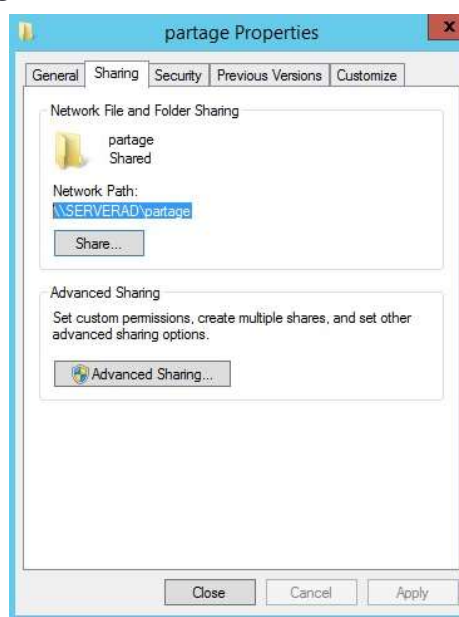 partage Properties
x
General Sharing Security Previous Versions Customize
Network File and Folder Sharing
partage
Shared
Network Path:
\\SERVERAD\partage
Share...
Advanced Sharing
Set custom permissions, create multiple shares, and set other
advanced sharing options.
Advanced Sharing...
Close Cancel Apply